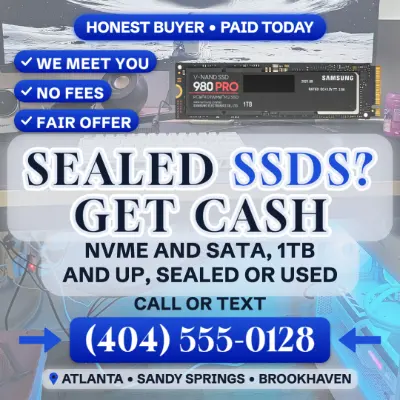 HONEST BUYER • PAID TODAY
WE MEET YOU
NO FEES
FAIR OFFER
V-NAND SSD
980 PRO
1TB
SAMSUNG
SEALED SSDS?
GET CASH
NVME AND SATA, 1TB
AND UP, SEALED OR USED
CALL OR TEXT
(404) 555-0128
ATLANTA • SANDY SPRINGS • BROOKHAVEN